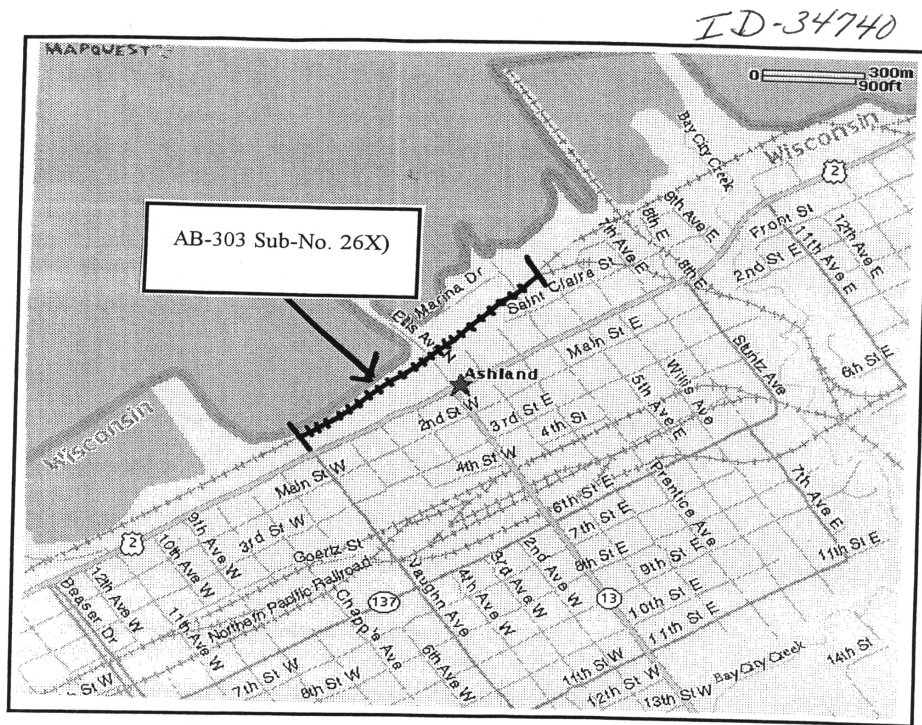 ID-34740
MAPQUEST
0 300m
900ft
Bay City Creek
Wisconsin
2
AB-303 Sub-No. 26X)
7th Ave E
8th E
9th Ave E
Front St
11th Ave E
12th Ave E
2nd St E
8th E
Marina Dr
Saint Claire St
Ellis Ave N
Main St E
6th St E
Stuntz Ave
Ashland
Willis Ave
5th Ave E
Wisconsin
2nd St W
3rd St E
4th St
Main St W
4th St W
6th St E
Prentice Ave
7th Ave E
9th Ave W
3rd St W
7th St E
2
10th Ave W
Goertz St
8th St E
9th St E
11th St E
12th Ave W
Northern Pacific Railroad
Vaughn Ave
4th Ave W
3rd Ave W
2nd Ave W
Beaser Dr
11th Ave W
Chapple Ave
137
13
10th St E
11th St E
6th Ave W
St W
7th St W
8th St W
11th St W
12th St W
13th St W
Bay City Creek
14th St